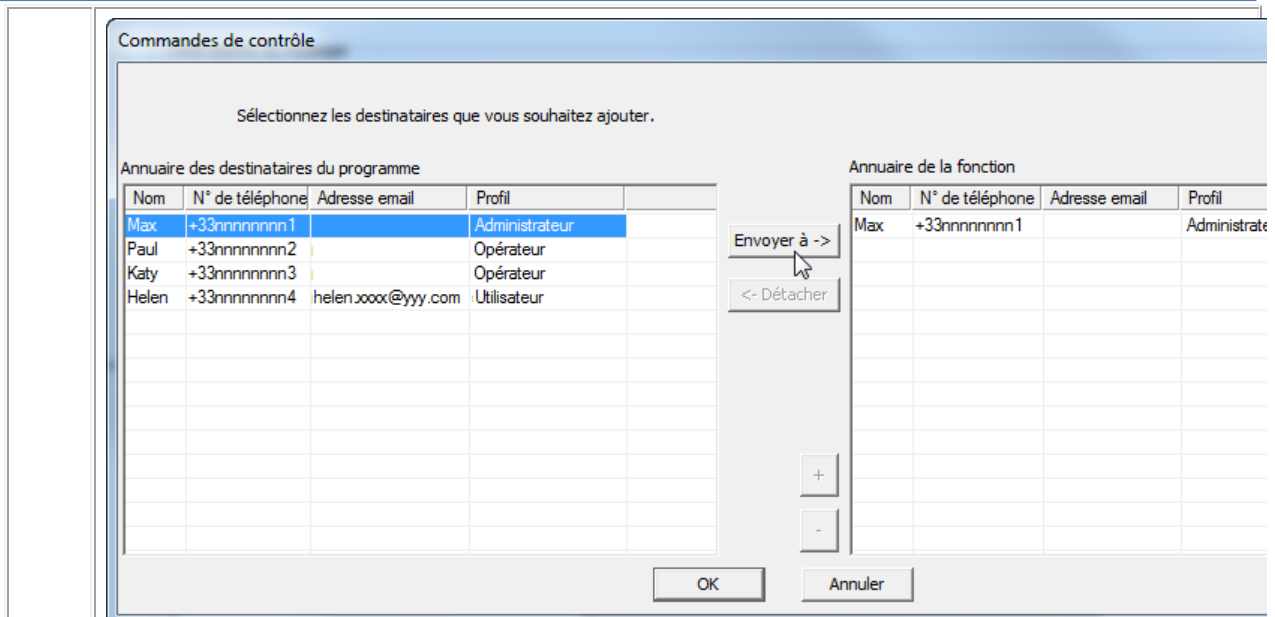 Commandes de contrôle
Sélectionnez les destinataires que vous souhaitez ajouter.
Annuaire des destinataires du programme
Annuaire de la fonction
Nom N° de téléphone Adresse email Profil
Nom N° de téléphone Adresse email Profil
Max +33nnnnnnnn1 Administrateur
Max +33nnnnnnnn1 Administrate
Paul +33nnnnnnnn2 Opérateur
Katy +33nnnnnnnn3 Opérateur
Helen +33nnnnnnnn4 helen.xxxx@yyy.com Utilisateur
Envoyer à ->
<- Détacher
+
-
OK
Annuler